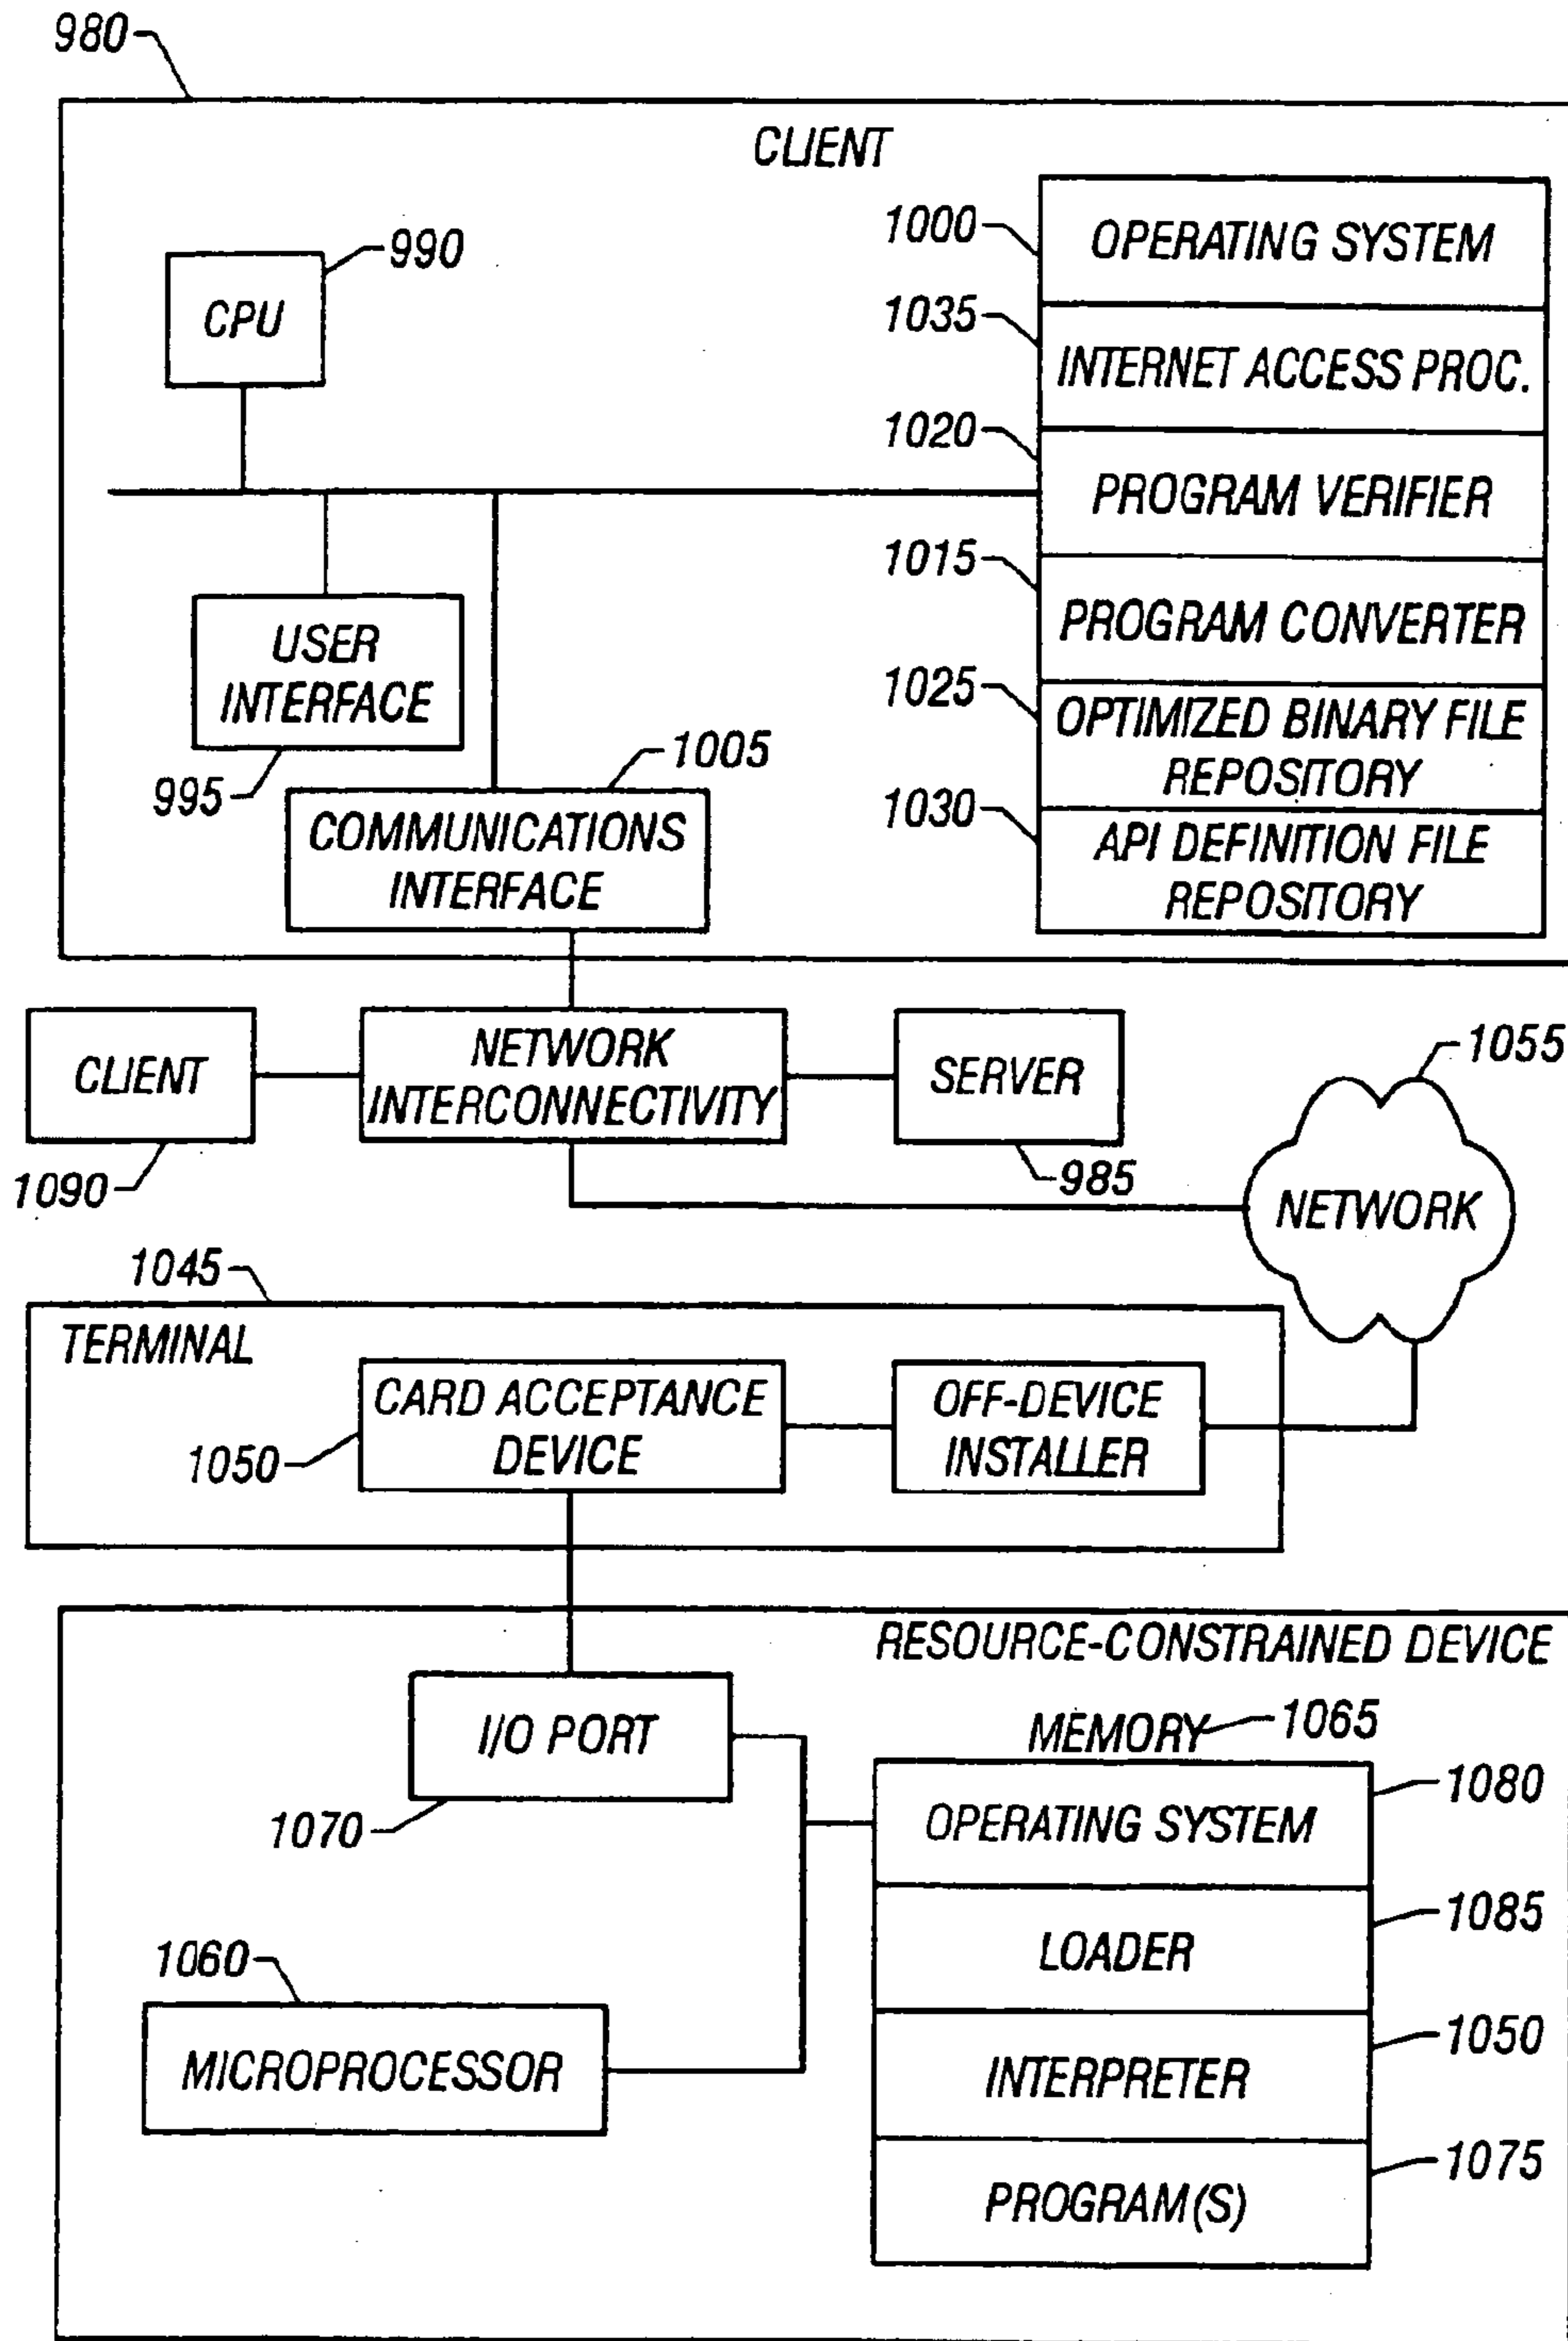 980
CLIENT
990
CPU
1000
OPERATING SYSTEM
1035
INTERNET ACCESS PROC.
1020
PROGRAM VERIFIER
1015
PROGRAM CONVERTER
1025
OPTIMIZED BINARY FILE
REPOSITORY
1030
API DEFINITION FILE
REPOSITORY
USER
INTERFACE
995
1005
COMMUNICATIONS
INTERFACE
CLIENT
1090
NETWORK
INTERCONNECTIVITY
SERVER
985
1055
NETWORK
1045
TERMINAL
CARD ACCEPTANCE
DEVICE
1050
OFF-DEVICE
INSTALLER
RESOURCE-CONSTRAINED DEVICE
I/O PORT
1070
MEMORY
1065
OPERATING SYSTEM
1080
LOADER
1085
1060
MICROPROCESSOR
INTERPRETER
1050
PROGRAM(S)
1075